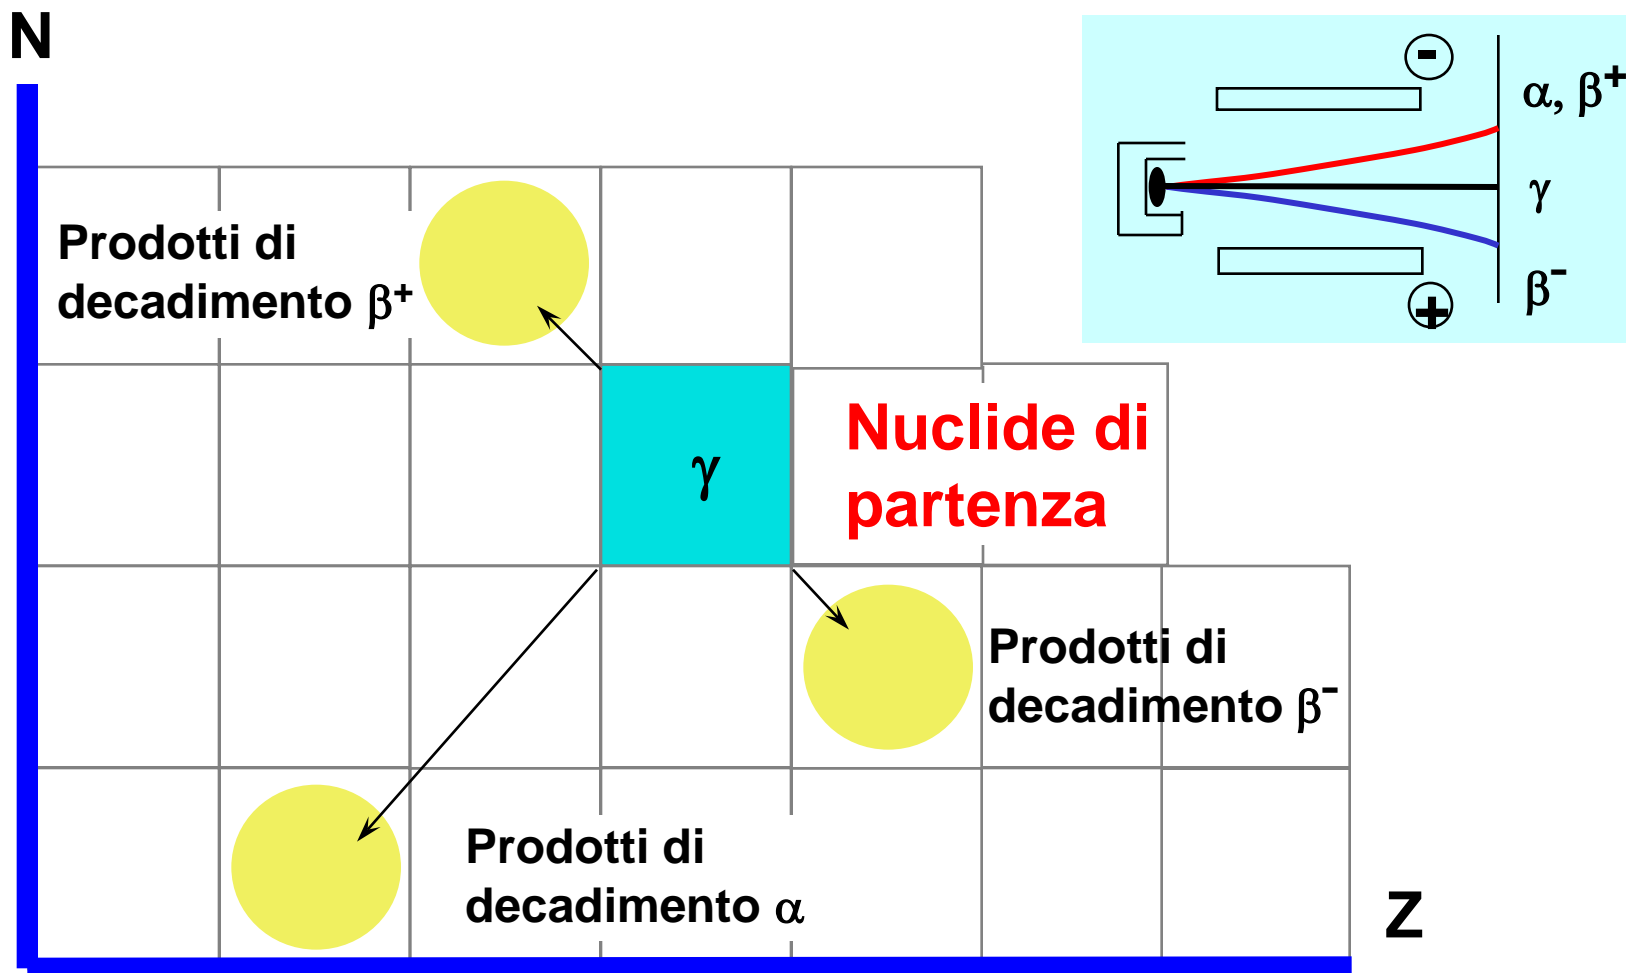 N
-
α, β+
γ
β-
+
Prodotti di
decadimento β+
γ
Nuclide di
partenza
Prodotti di
decadimento β-
Prodotti di
decadimento α
Z